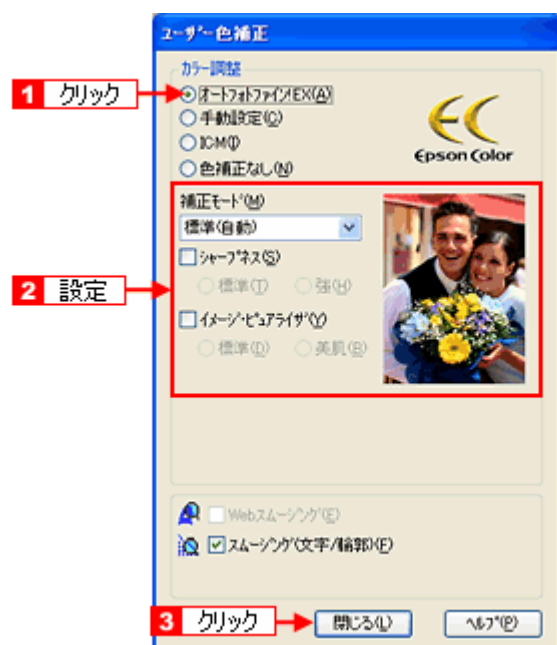 ユーザー色補正
カラー調整
1 クリック
オートフォトファイン!EX(A)
手動設定(C)
ICM(I)
色補正なし(N)
EPSON Color
補正モード(M)
標準(自動)
シャープネス(S)
標準(T) 強(H)
2 設定
イメージ・ピュアライザ(Y)
標準(D) 美肌(B)
Webスムージング(E)
スムージング(文字/輪郭)(F)
3 クリック
閉じる(L) ヘルプ(P)